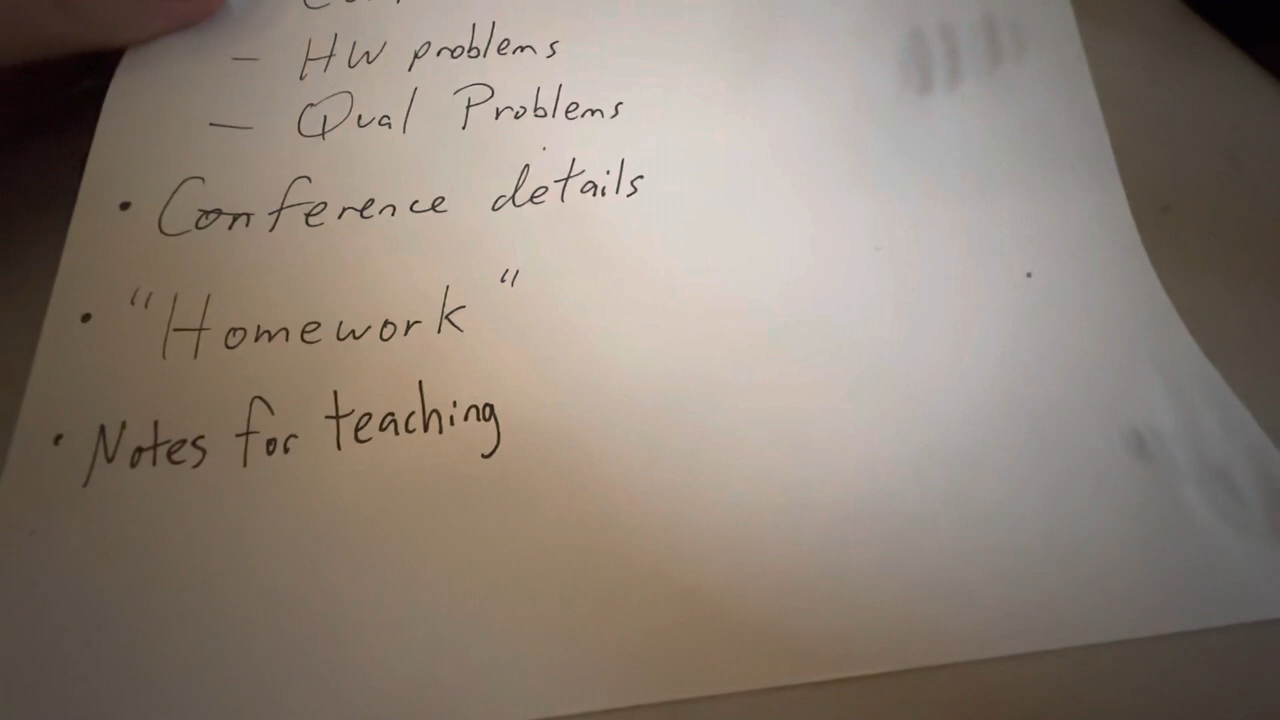 – HW problems
– Qual Problems
• Conference details
• "Homework"
• Notes for teaching